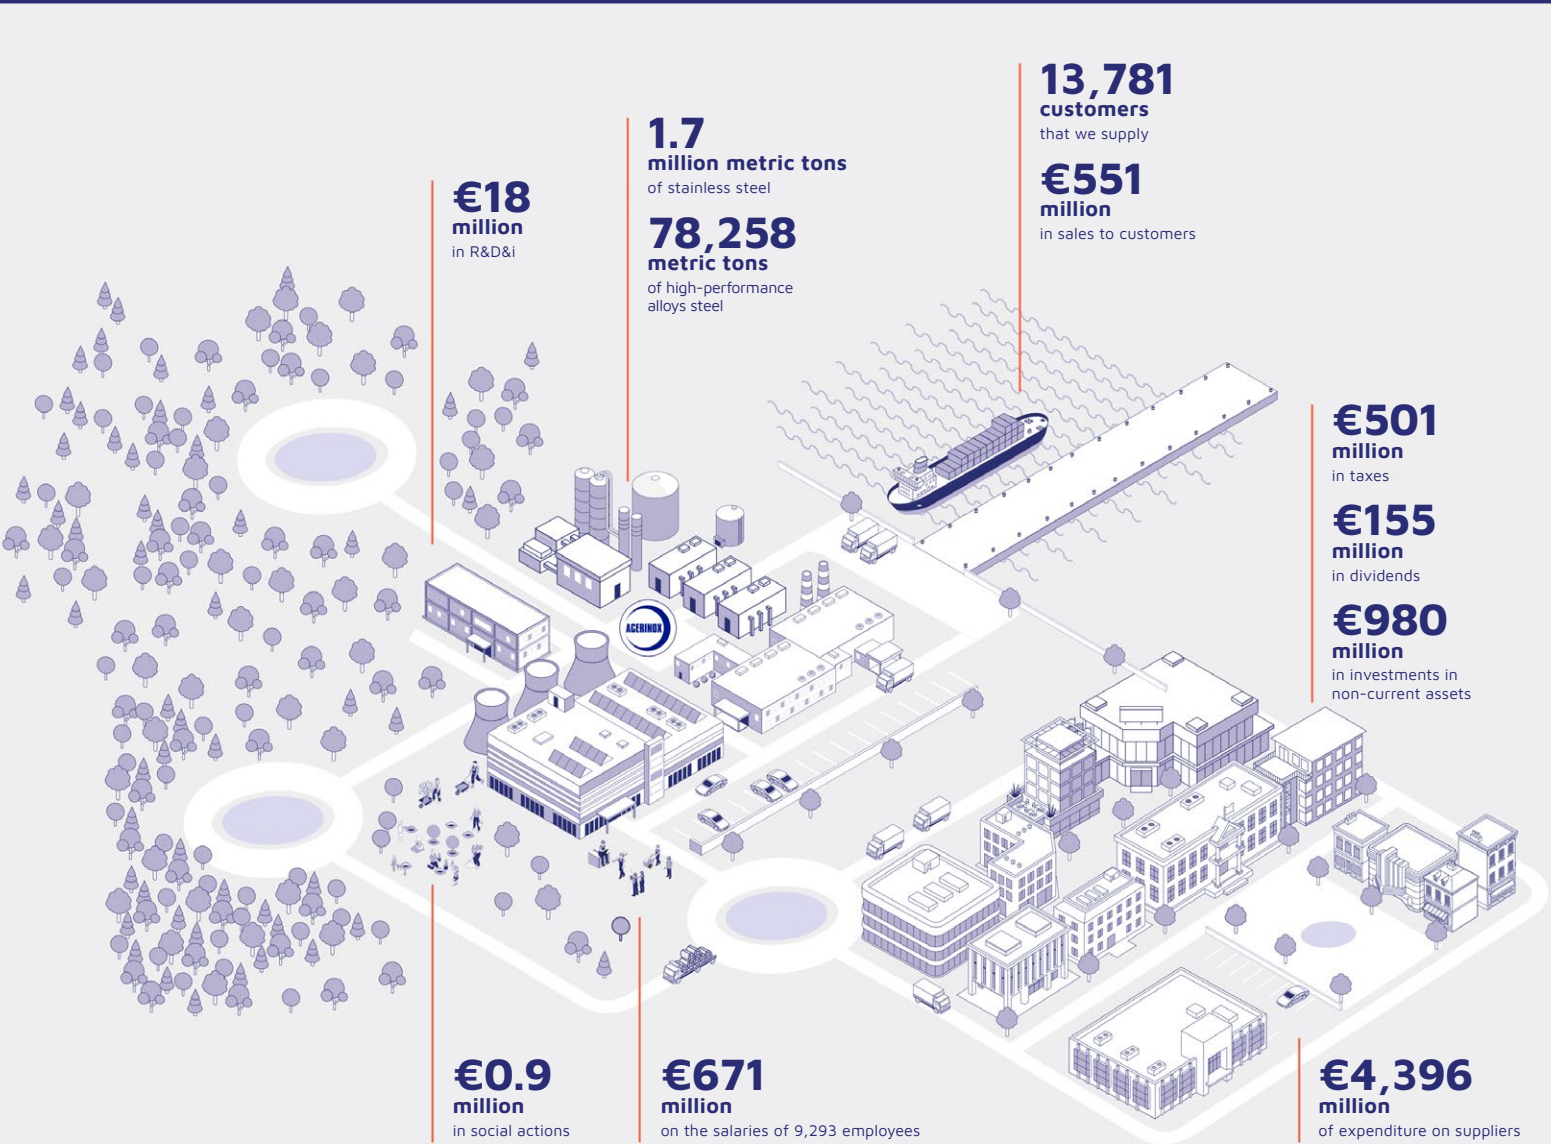 13,781
customers
that we supply
€551
million
in sales to customers
1.7
million metric tons
of stainless steel
78,258
metric tons
of high-performance
alloys steel
€18
million
in R&D&i
€501
million
in taxes
€155
million
in dividends
€980
million
in investments in
non-current assets
ACERINOX
€0.9
million
in social actions
€671
million
on the salaries of 9,293 employees
€4,396
million
of expenditure on suppliers